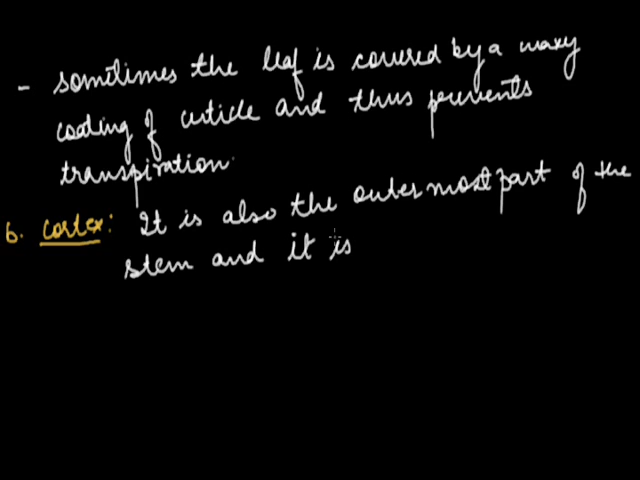 - sometimes the leaf is covered by a waxy
coating of cuticle and thus prevents
transpiration.
6. cortex: It is also the outermost part of the
stem and it is